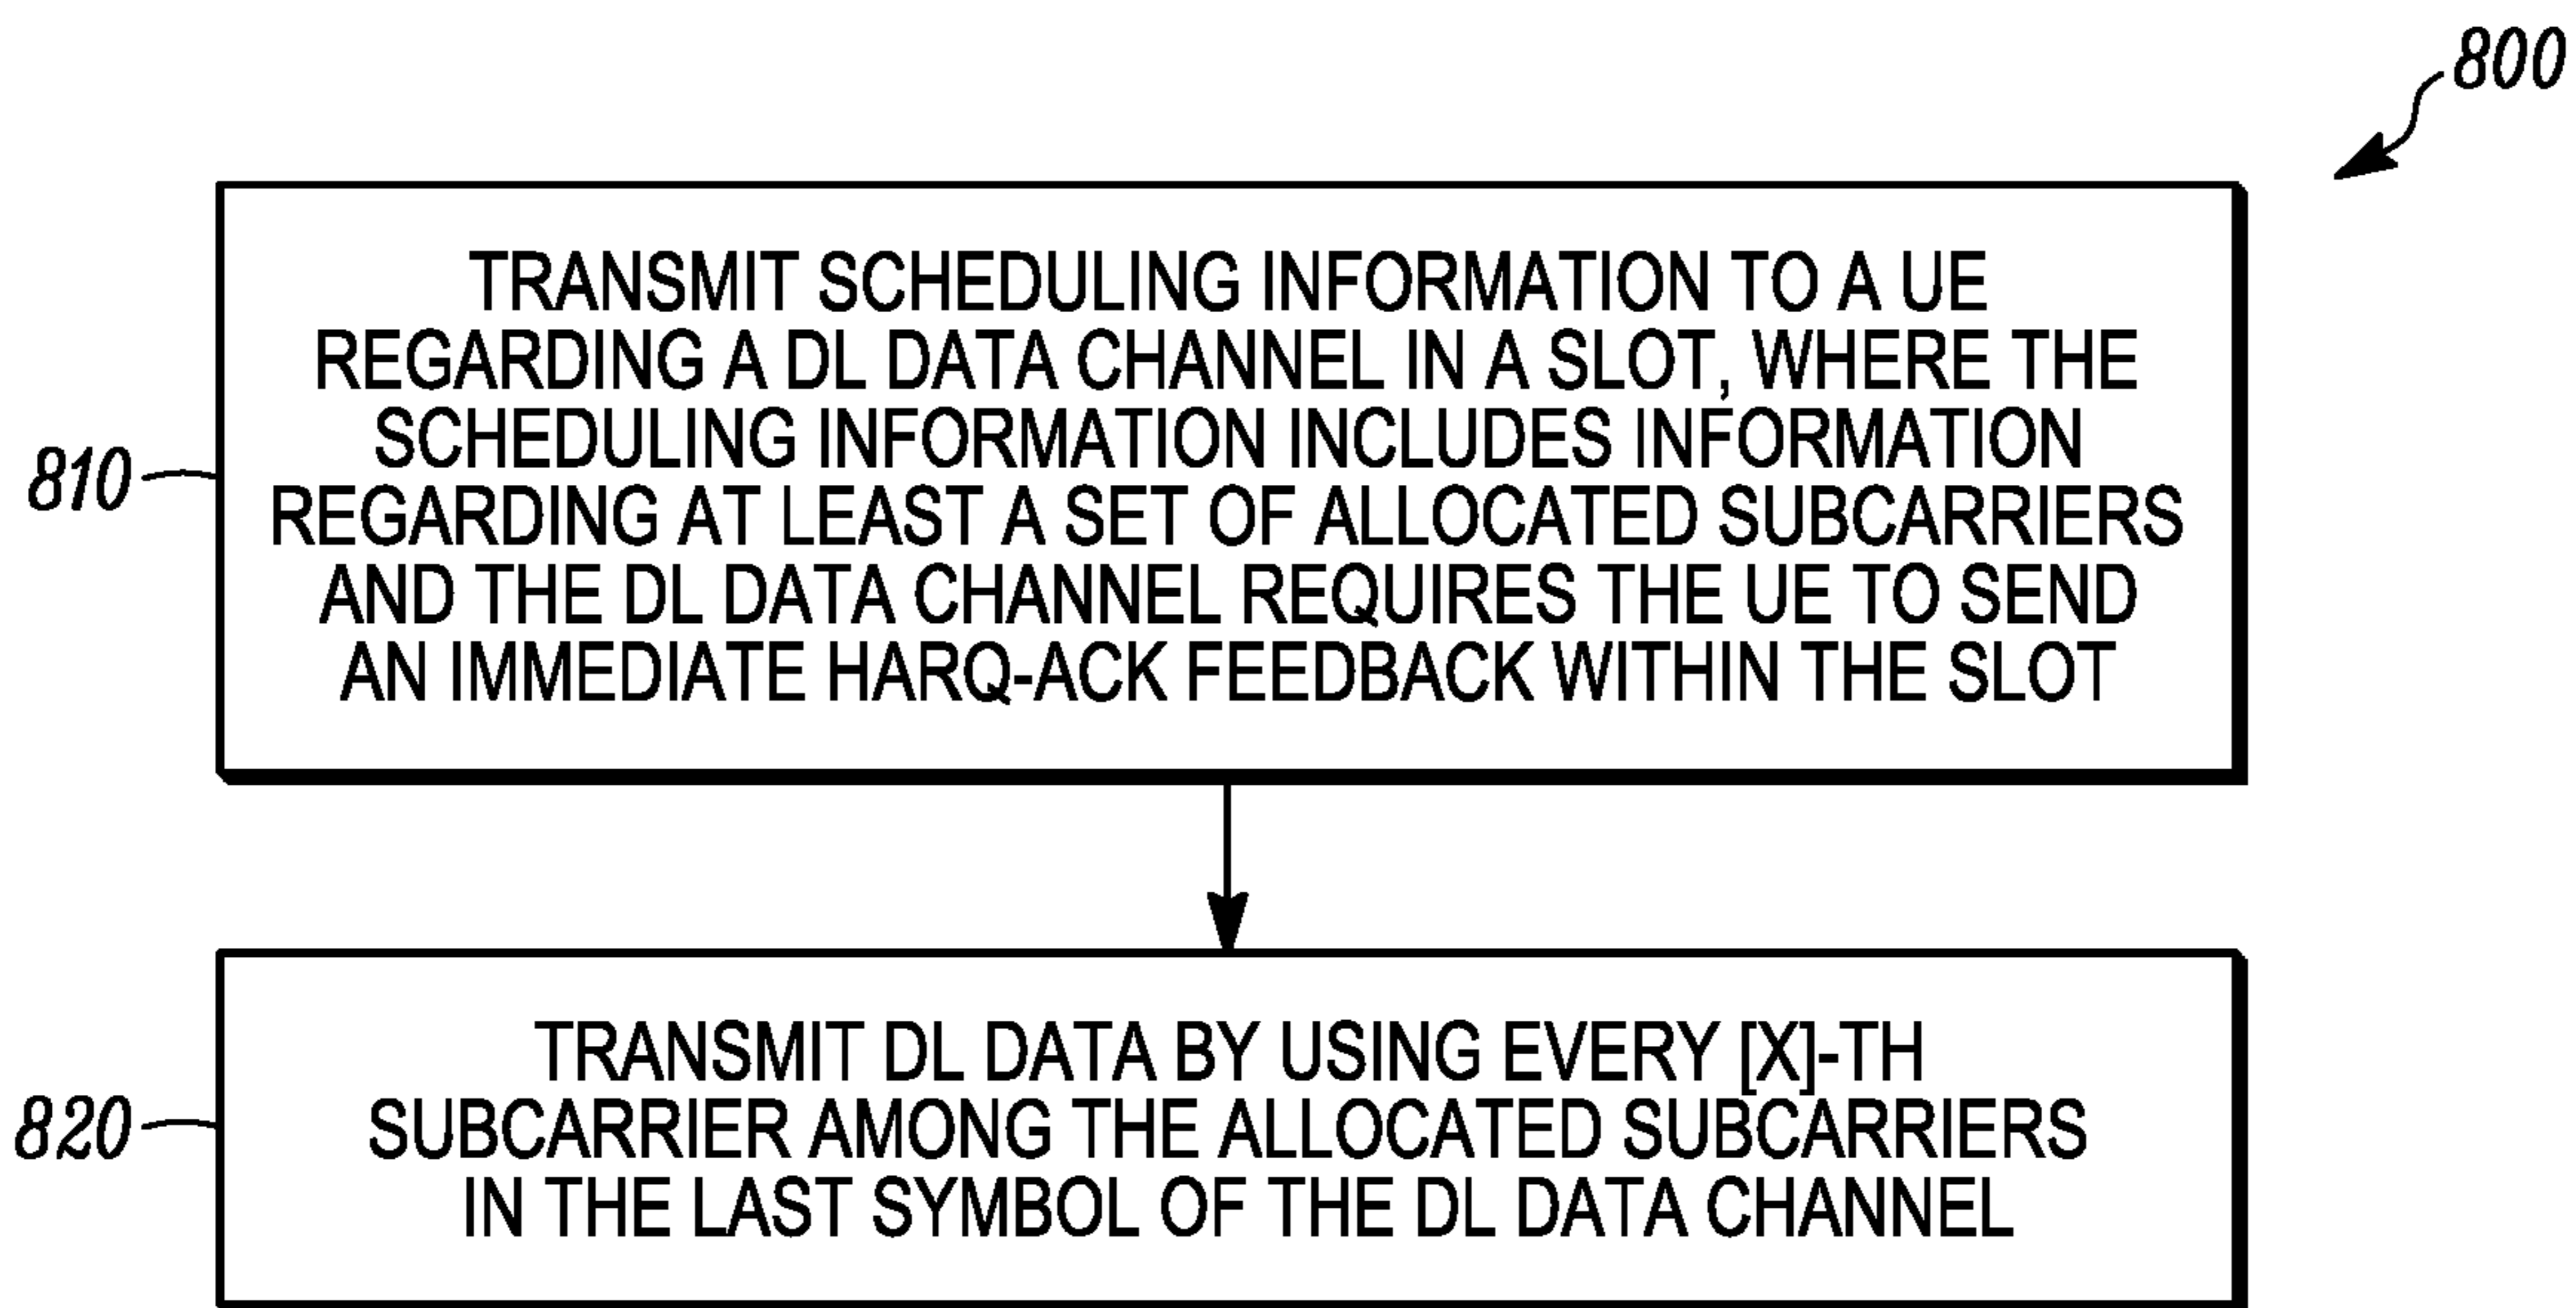 800
810
TRANSMIT SCHEDULING INFORMATION TO A UE
REGARDING A DL DATA CHANNEL IN A SLOT, WHERE THE
SCHEDULING INFORMATION INCLUDES INFORMATION
REGARDING AT LEAST A SET OF ALLOCATED SUBCARRIERS
AND THE DL DATA CHANNEL REQUIRES THE UE TO SEND
AN IMMEDIATE HARQ-ACK FEEDBACK WITHIN THE SLOT
820
TRANSMIT DL DATA BY USING EVERY [X]-TH
SUBCARRIER AMONG THE ALLOCATED SUBCARRIERS
IN THE LAST SYMBOL OF THE DL DATA CHANNEL